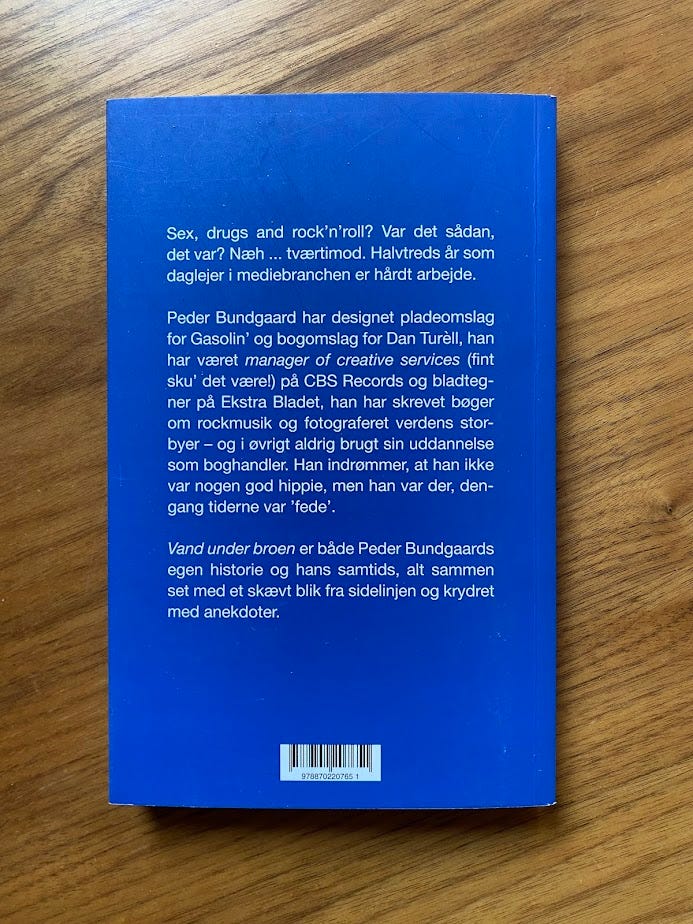 Sex, drugs and rock’n’roll? Var det sådan,
det var? Næh ... tværtimod. Halvtreds år som
daglejer i mediebranchen er hårdt arbejde.
Peder Bundgaard har designet pladeomslag
for Gasolin’ og bogomslag for Dan Turèll, han
har været manager of creative services (fint
sku’ det være!) på CBS Records og bladteg-
ner på Ekstra Bladet, han har skrevet bøger
om rockmusik og fotograferet verdens stor-
byer – og i øvrigt aldrig brugt sin uddannelse
som boghandler. Han indrømmer, at han ikke
var nogen god hippie, men han var der, den-
gang tiderne var ’fede’.
Vand under broen er både Peder Bundgaards
egen historie og hans samtids, alt sammen
set med et skævt blik fra sidelinjen og krydret
med anekdoter.
978870220765 1